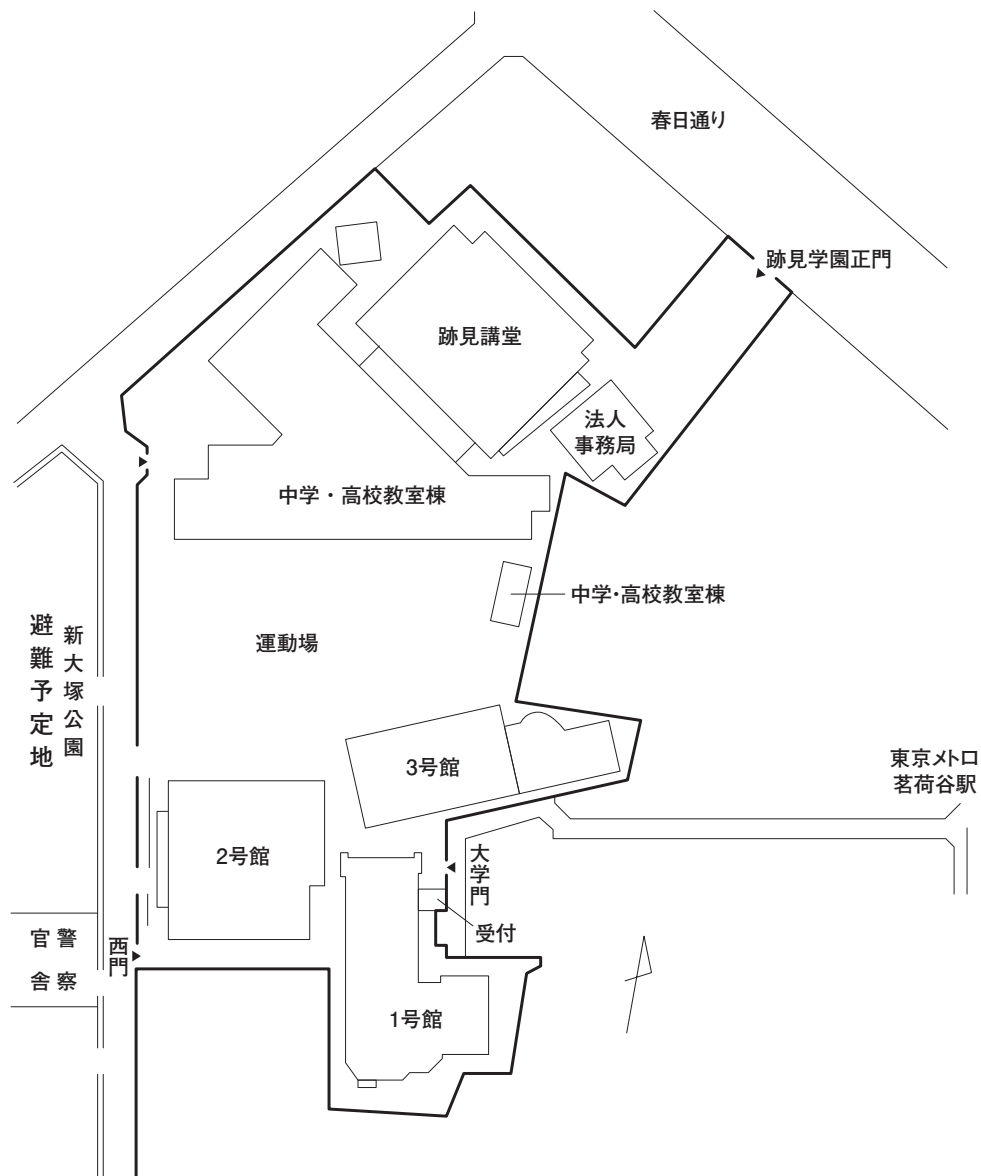 春日通り
跡見学園正門
跡見講堂
法人
事務局
中学・高校教室棟
中学・高校教室棟
運動場
新大塚公園
避難予定地
3号館
東京メトロ
茗荷谷駅
2号館
大学門
受付
警察
官舎
西門
1号館